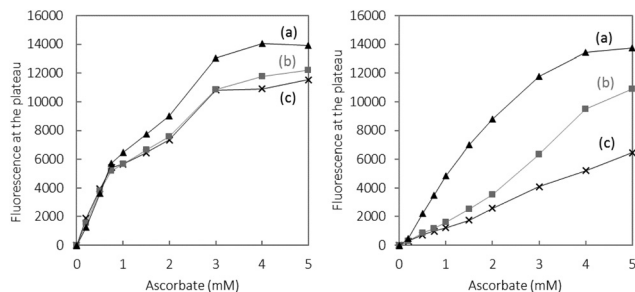 Fluorescence at the plateau
16000
14000
12000
10000
8000
6000
4000
2000
0
(a)
(b)
(c)
0 1 2 3 4 5
Ascorbate (mM)
Fluorescence at the plateau
16000
14000
12000
10000
8000
6000
4000
2000
0
(a)
(b)
(c)
0 1 2 3 4 5
Ascorbate (mM)